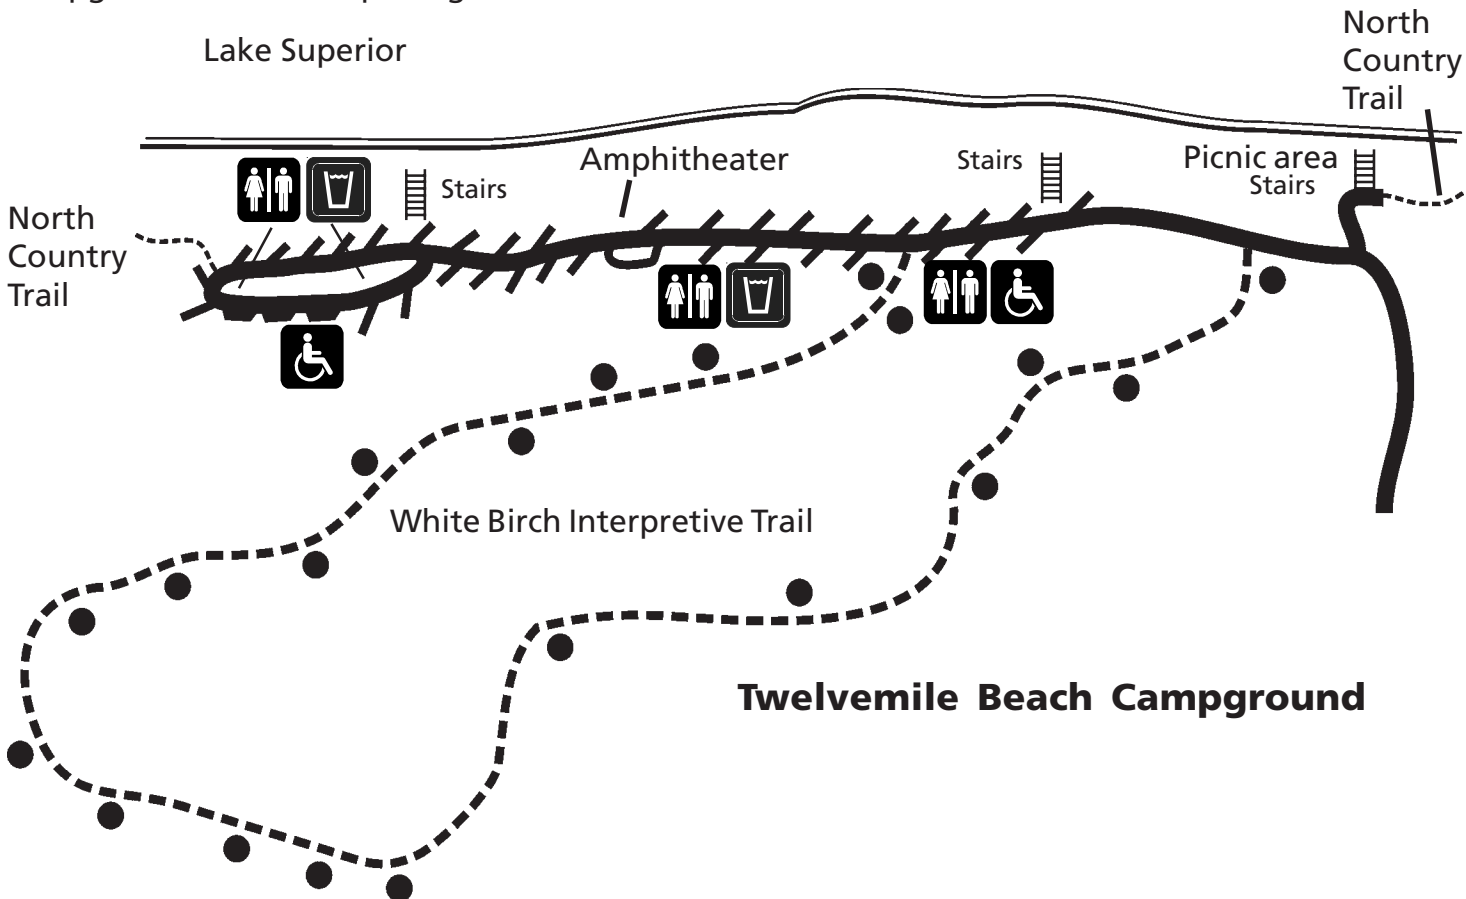 Lake Superior
North
Country
Trail
Amphitheater
Stairs
Picnic area
Stairs
Stairs
North
Country
Trail
White Birch Interpretive Trail
Twelvemile Beach Campground